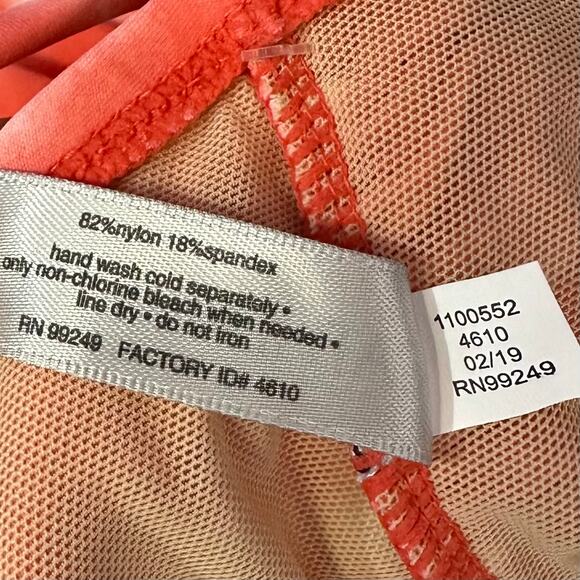 82%nylon 18%spandex
hand wash cold separately •
only non-chlorine bleach when needed •
line dry • do not iron
RN 99249 FACTORY ID# 4610
1100552
4610
02/19
RN99249